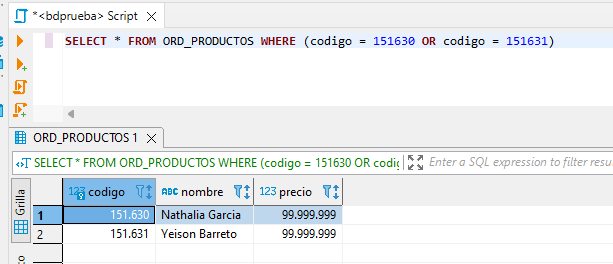 *<bdprueba> Script
SELECT * FROM ORD_PRODUCTOS WHERE (codigo = 151630 OR codigo = 151631)
ORD_PRODUCTOS 1
SELECT * FROM ORD_PRODUCTOS WHERE (codigo = 151630 OR codig
Enter a SQL expression to filter resu
Grilla
123 codigo ABC nombre 123 precio
1 151.630 Nathalia Garcia 99.999.999
2 151.631 Yeison Barreto 99.999.999